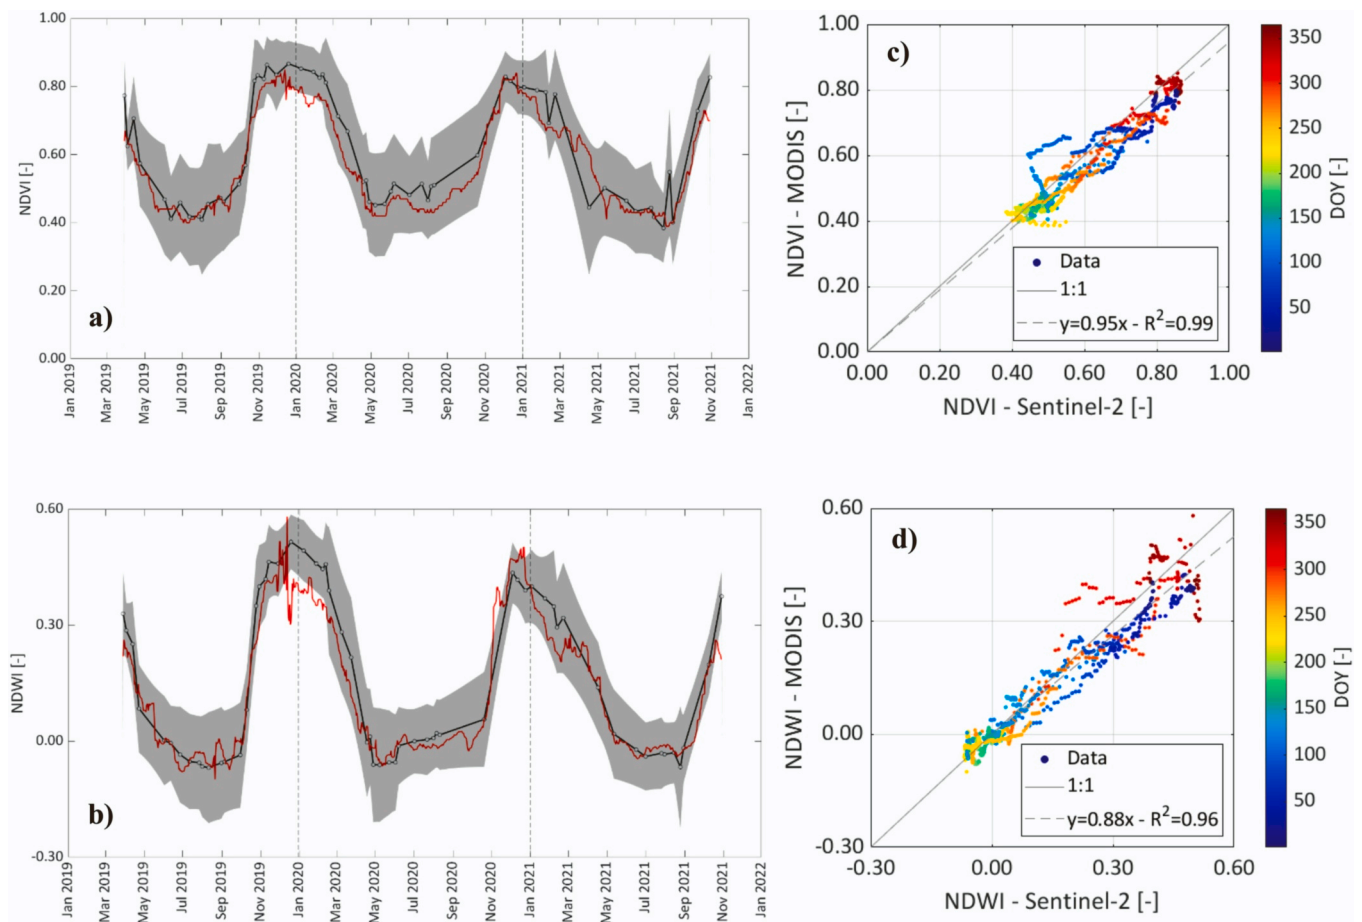 1.00
0.80
0.60
0.40
0.20
0.00
NDVI [-]
a)
Jan 2019
Mar 2019
May 2019
Jul 2019
Sep 2019
Nov 2019
Jan 2020
Mar 2020
May 2020
Jul 2020
Sep 2020
Nov 2020
Jan 2021
Mar 2021
May 2021
Jul 2021
Sep 2021
Nov 2021
Jan 2022
c)
1.00
0.80
0.60
0.40
0.20
0.00
NDVI - MODIS [-]
Data
1:1
y=0.95x - R²=0.99
0.00
0.20
0.40
0.60
0.80
1.00
NDVI - Sentinel-2 [-]
350
300
250
200
150
100
50
DOY [-]
0.60
0.30
0.00
-0.30
NDWI [-]
b)
Jan 2019
Mar 2019
May 2019
Jul 2019
Sep 2019
Nov 2019
Jan 2020
Mar 2020
May 2020
Jul 2020
Sep 2020
Nov 2020
Jan 2021
Mar 2021
May 2021
Jul 2021
Sep 2021
Nov 2021
Jan 2022
d)
0.60
0.30
0.00
-0.30
NDWI - MODIS [-]
Data
1:1
y=0.88x - R²=0.96
-0.30
0.00
0.30
0.60
NDWI - Sentinel-2 [-]
350
300
250
200
150
100
50
DOY [-]